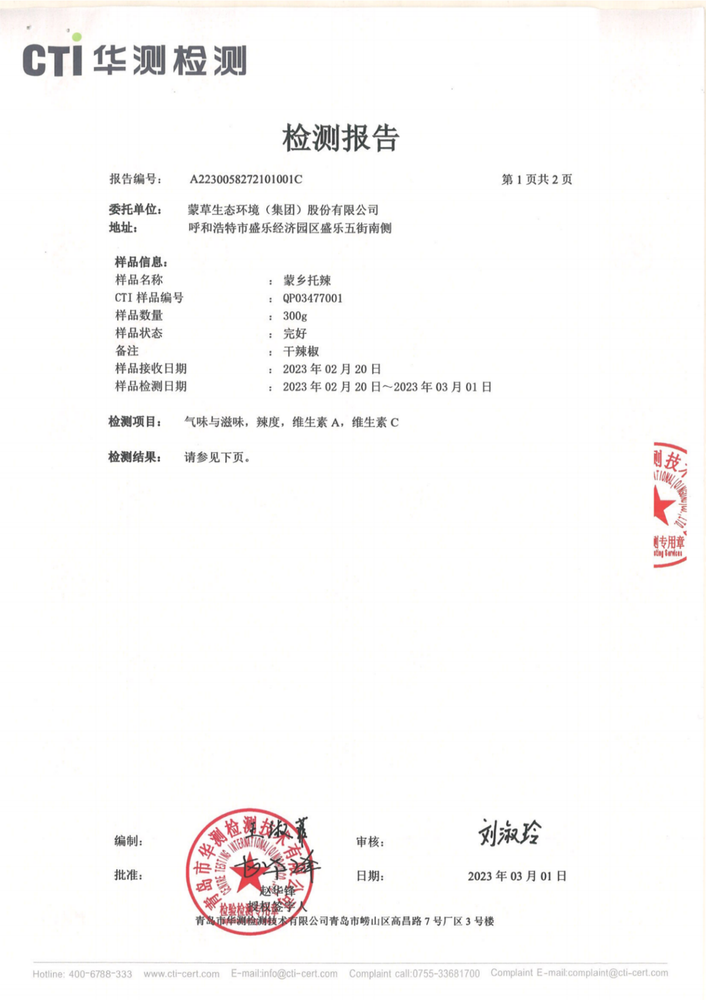 CTI 华测检测
检测报告
报告编号： A2230058272101001C 第 1 页共 2 页
委托单位： 蒙草生态环境（集团）股份有限公司
地址： 呼和浩特市盛乐经济园区盛乐五街南侧
样品信息：
样品名称 ： 蒙乡托辣
CTI 样品编号 ： QP03477001
样品数量 ： 300g
样品状态 ： 完好
备注 ： 干辣椒
样品接收日期 ： 2023 年 02 月 20 日
样品检测日期 ： 2023 年 02 月 20 日～2023 年 03 月 01 日
检测项目： 气味与滋味，辣度，维生素 A，维生素 C
检测结果： 请参见下页。
测技术
测专用章
编制： 审核： 刘淑玲
批准： 日期： 2023 年 03 月 01 日
青岛市华测检测技术有限公司
检验检测专用章
赵华锋
授权签字人
青岛市华测检测技术有限公司青岛市崂山区高昌路 7 号厂区 3 号楼
Hotline: 400-6788-333 www.cti-cert.com E-mail:info@cti-cert.com Complaint call:0755-33681700 Complaint E-mail:complaint@cti-cert.com